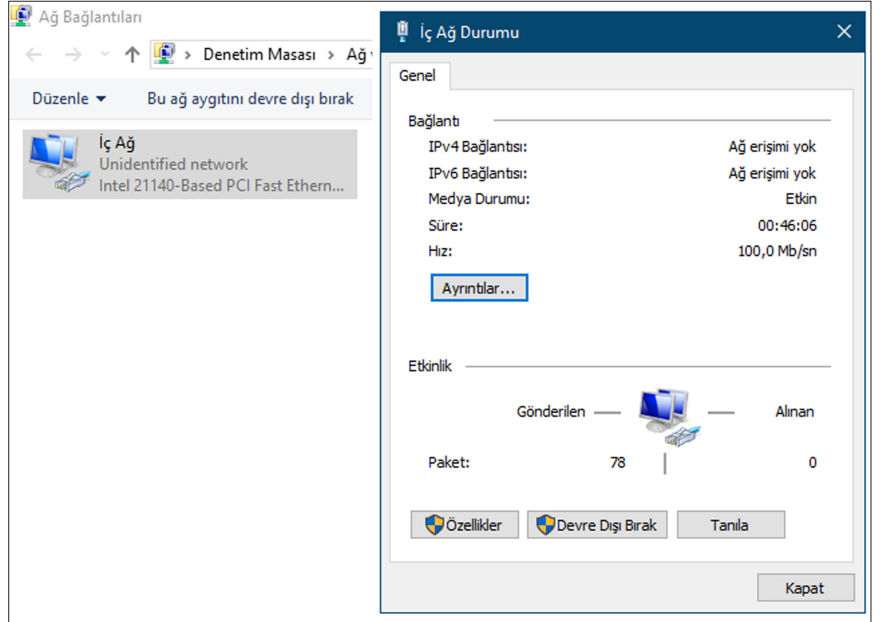 Ağ Bağlantıları
Denetim Masası › Ağ
Düzenle
Bu ağ aygıtını devre dışı bırak
İç Ağ
Unidentified network
Intel 21140-Based PCI Fast Ethern...
İç Ağ Durumu
Genel
Bağlantı
IPv4 Bağlantısı: Ağ erişimi yok
IPv6 Bağlantısı: Ağ erişimi yok
Medya Durumu: Etkin
Süre: 00:46:06
Hız: 100,0 Mb/sn
Ayrıntılar...
Etkinlik
Gönderilen Alınan
Paket: 78 0
Özellikler Devre Dışı Bırak Tanıla
Kapat